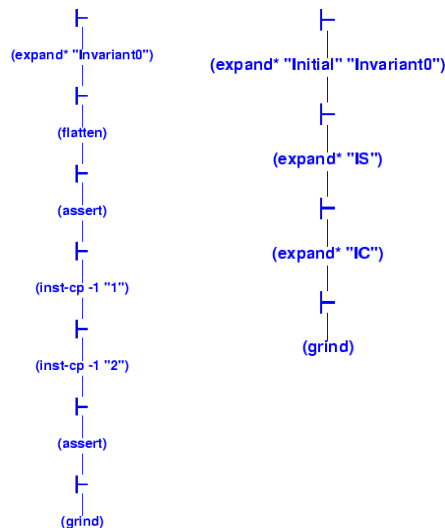 (expand* "Invariant0")
(flatten)
(assert)
(inst-cp -1 "1")
(inst-cp -1 "2")
(assert)
(grind)
(expand* "Initial" "Invariant0")
(expand* "IS")
(expand* "IC")
(grind)